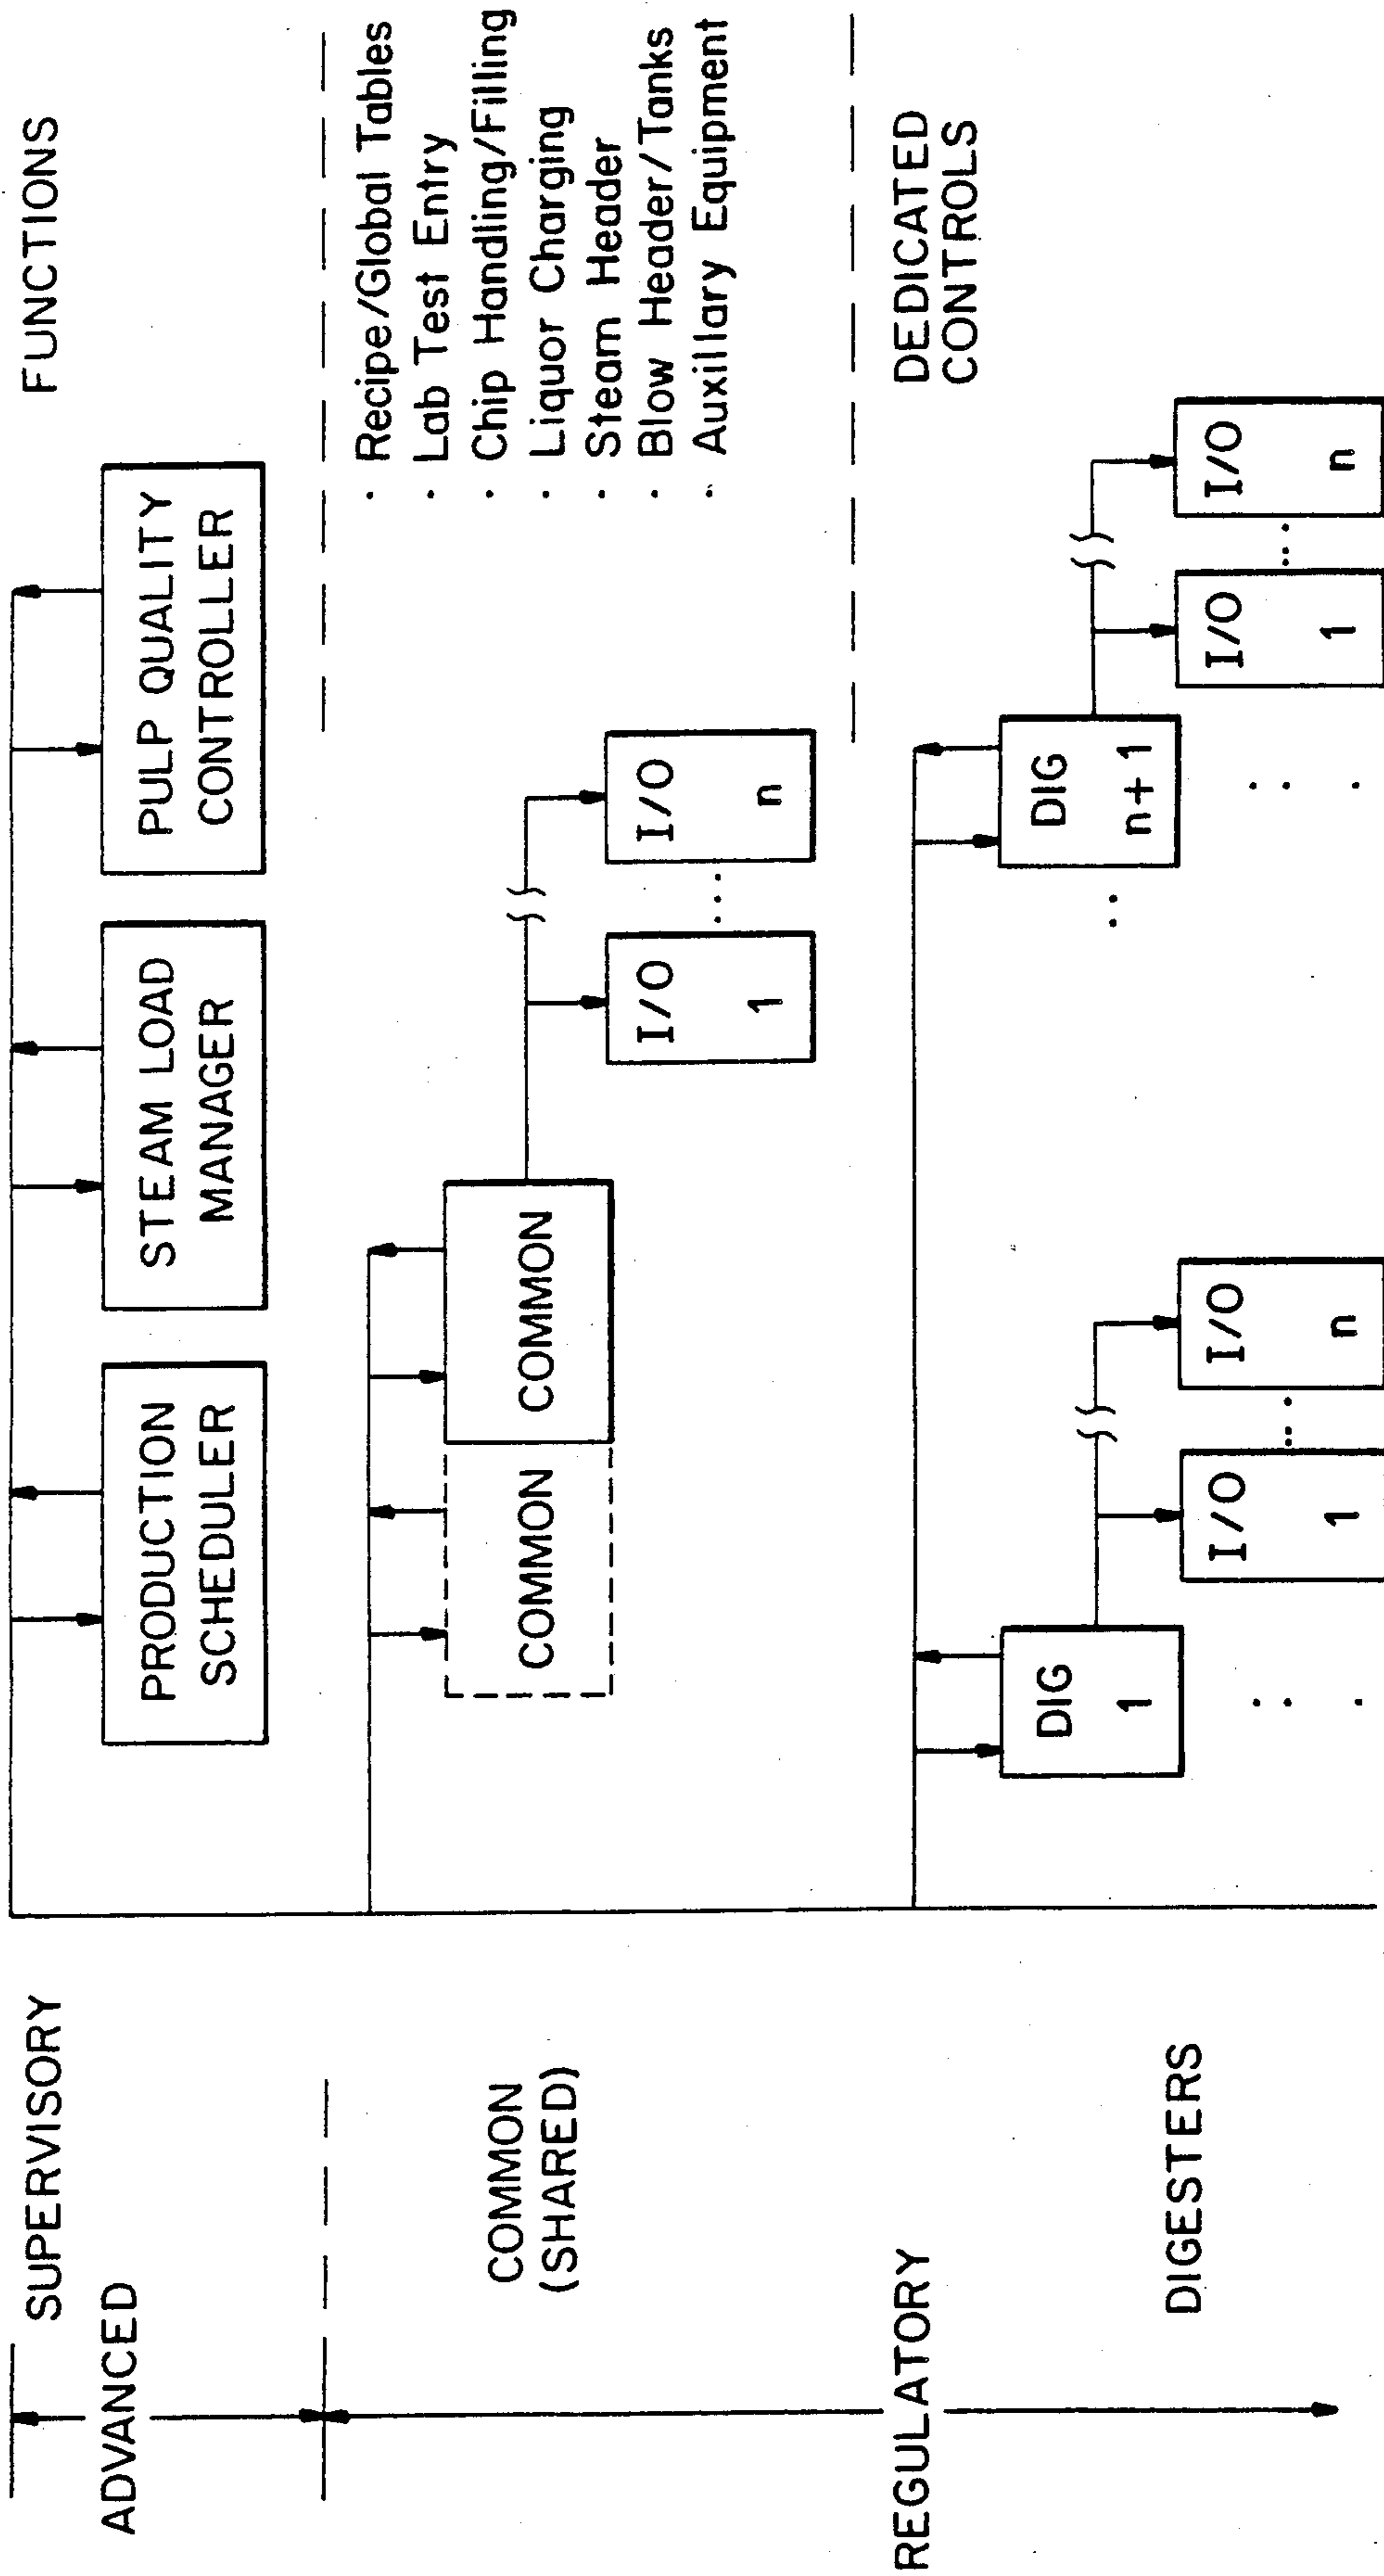 SUPERVISORY
FUNCTIONS
ADVANCED
PRODUCTION
SCHEDULER
STEAM LOAD
MANAGER
PULP QUALITY
CONTROLLER
COMMON
(SHARED)
COMMON
COMMON
I/O
1
...
I/O
n
· Recipe/Global Tables
· Lab Test Entry
· Chip Handling/Filling
· Liquor Charging
· Steam Header
· Blow Header/Tanks
· Auxillary Equipment
REGULATORY
DEDICATED
CONTROLS
DIGESTERS
DIG
1
I/O
1
...
I/O
n
DIG
n+1
I/O
1
...
I/O
n